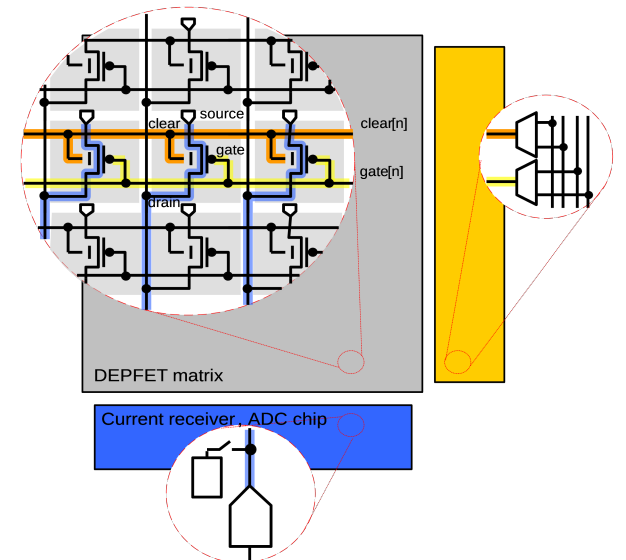 source
clear
clear[n]
gate
gate[n]
drain
DEPFET matrix
Current receiver, ADC chip